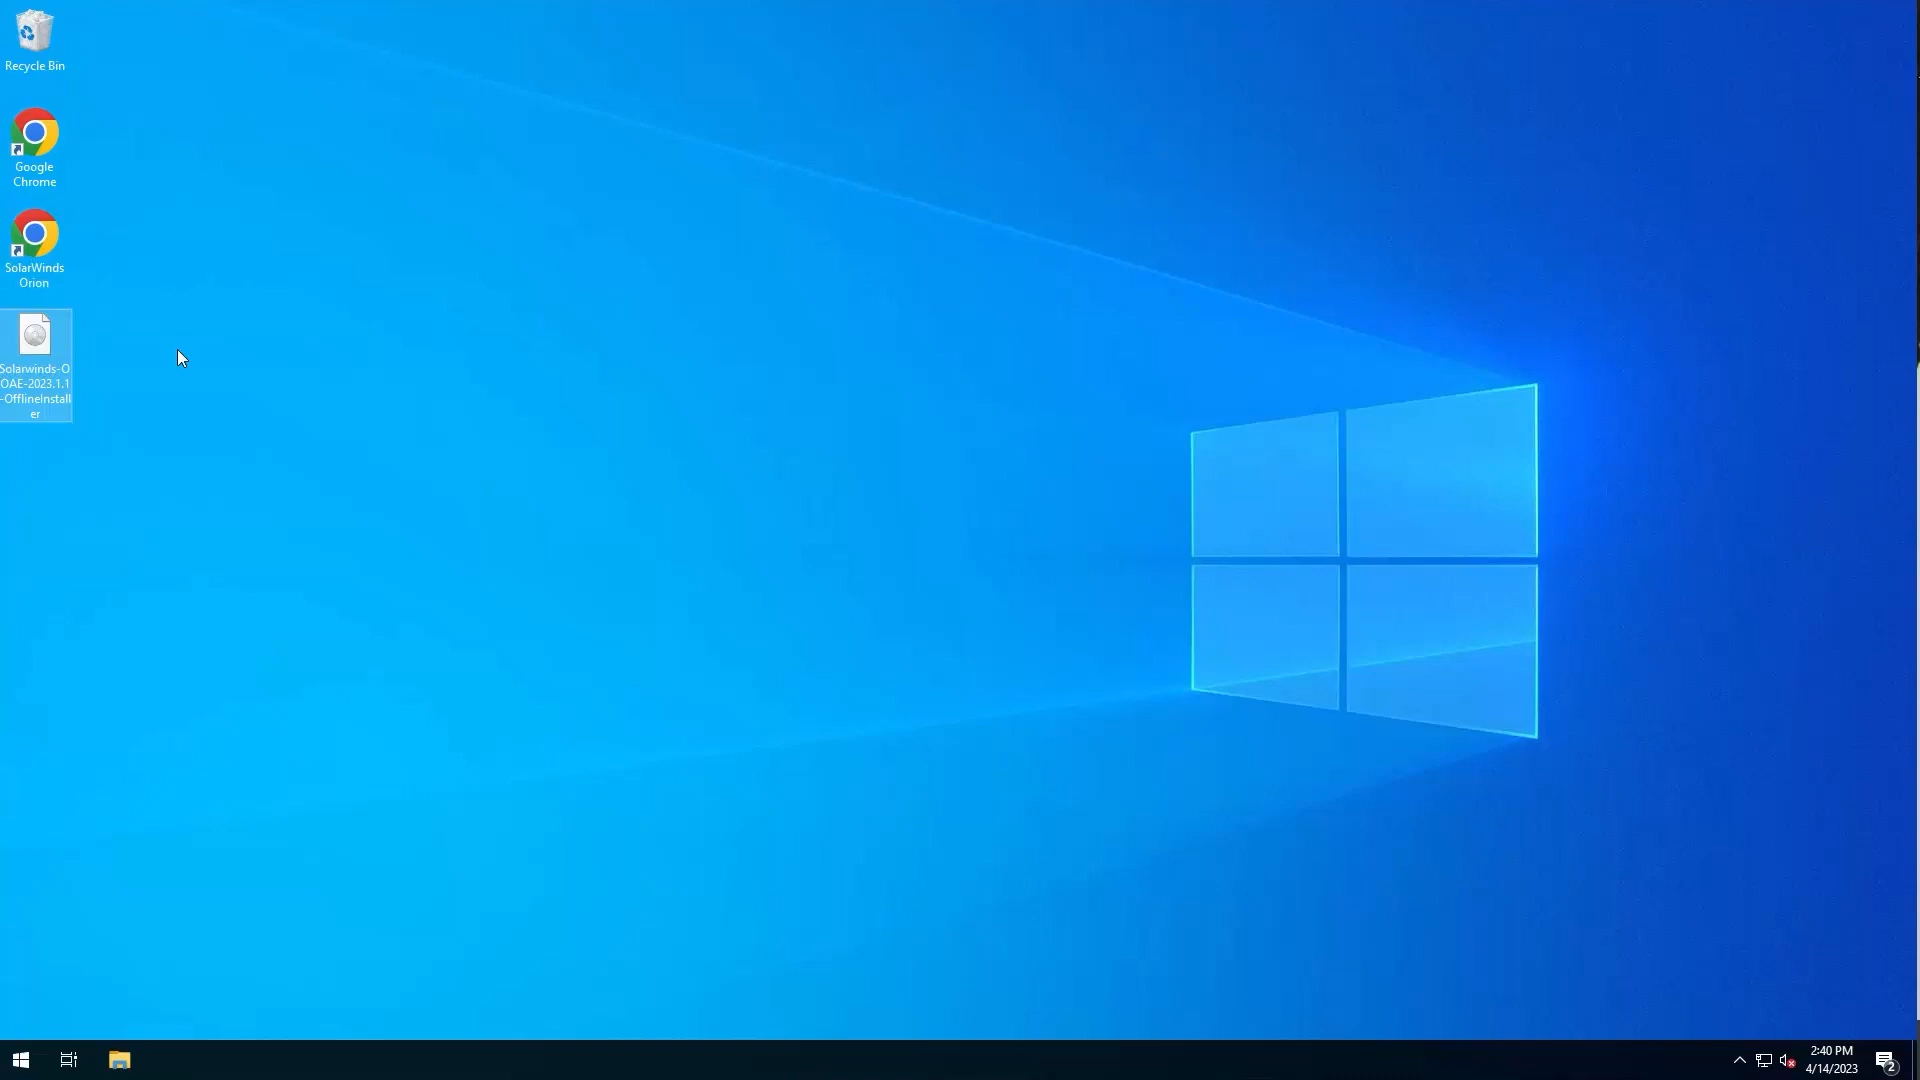 Recycle Bin
Google
Chrome
SolarWinds
Orion
Solarwinds-O
OAE-2023.1.1
-OfflineInstall
er
2:40 PM
4/14/2023
2